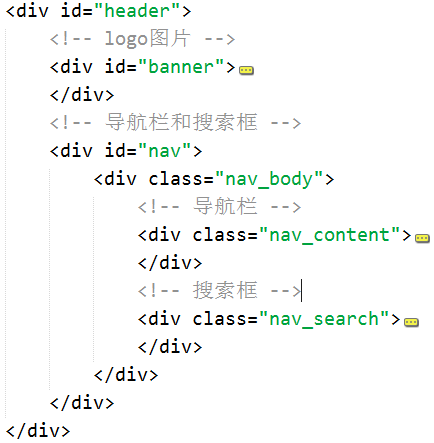 <div id="header">
<!-- logo图片 -->
<div id="banner">
</div>
<!-- 导航栏和搜索框 -->
<div id="nav">
<div class="nav_body">
<!-- 导航栏 -->
<div class="nav_content">
</div>
<!-- 搜索框 -->
<div class="nav_search">
</div>
</div>
</div>
</div>